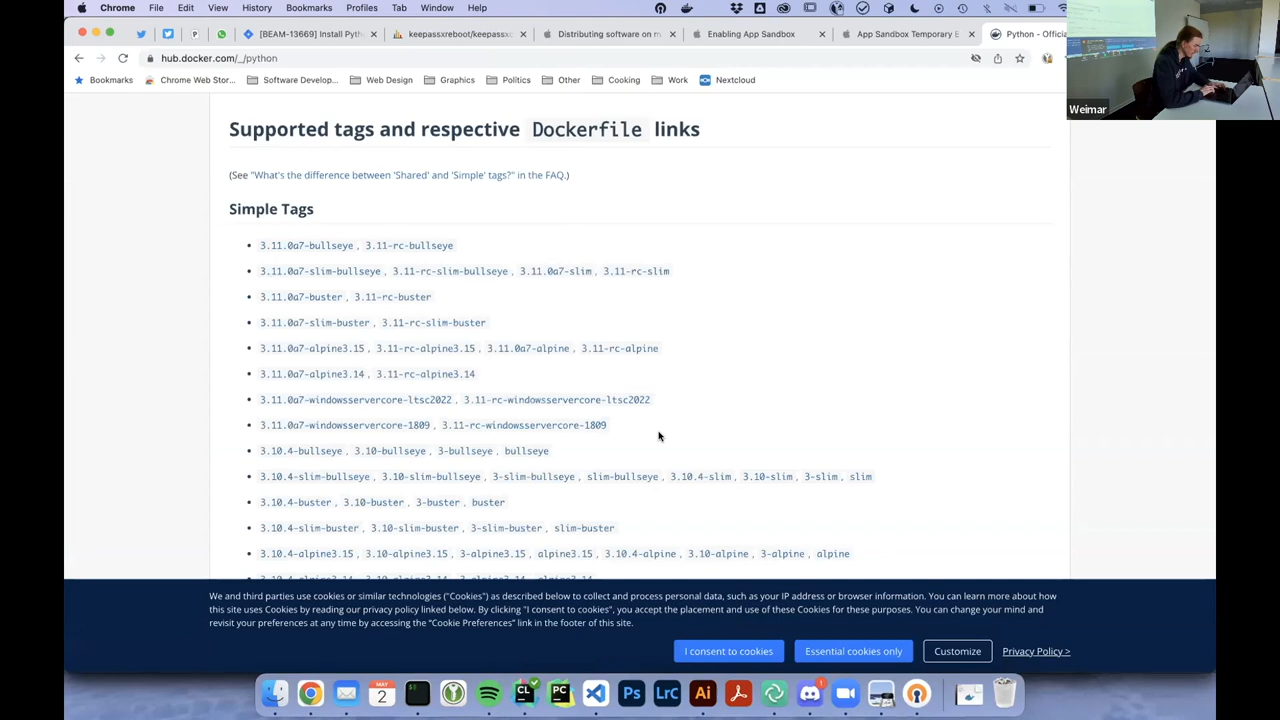 Chrome File Edit View History Bookmarks Profiles Tab Window Help
[BEAM-13669] Install Pyth keepassxreboot/keepassx Distributing software on m Enabling App Sandbox App Sandbox Temporary E Python - Offici
hub.docker.com/_/python
Bookmarks Chrome Web Stor... Software Develop... Web Design Graphics Politics Other Cooking Work Nextcloud
Weimar
Supported tags and respective Dockerfile links
(See "What's the difference between 'Shared' and 'Simple' tags?" in the FAQ.)
Simple Tags
3.11.0a7-bullseye, 3.11-rc-bullseye
3.11.0a7-slim-bullseye, 3.11-rc-slim-bullseye, 3.11.0a7-slim, 3.11-rc-slim
3.11.0a7-buster, 3.11-rc-buster
3.11.0a7-slim-buster, 3.11-rc-slim-buster
3.11.0a7-alpine3.15, 3.11-rc-alpine3.15, 3.11.0a7-alpine, 3.11-rc-alpine
3.11.0a7-alpine3.14, 3.11-rc-alpine3.14
3.11.0a7-windowsservercore-ltsc2022, 3.11-rc-windowsservercore-ltsc2022
3.11.0a7-windowsservercore-1809, 3.11-rc-windowsservercore-1809
3.10.4-bullseye, 3.10-bullseye, 3-bullseye, bullseye
3.10.4-slim-bullseye, 3.10-slim-bullseye, 3-slim-bullseye, slim-bullseye, 3.10.4-slim, 3.10-slim, 3-slim, slim
3.10.4-buster, 3.10-buster, 3-buster, buster
3.10.4-slim-buster, 3.10-slim-buster, 3-slim-buster, slim-buster
3.10.4-alpine3.15, 3.10-alpine3.15, 3-alpine3.15, alpine3.15, 3.10.4-alpine, 3.10-alpine, 3-alpine, alpine
We and third parties use cookies or similar technologies ("Cookies") as described below to collect and process personal data, such as your IP address or browser information. You can learn more about how
this site uses Cookies by reading our privacy policy linked below. By clicking "I consent to cookies", you accept the placement and use of these Cookies for these purposes. You can change your mind and
revisit your preferences at any time by accessing the “Cookie Preferences” link in the footer of this site.
I consent to cookies Essential cookies only Customize Privacy Policy >
MAY
2 CL PC Ps Lrc Ai 1